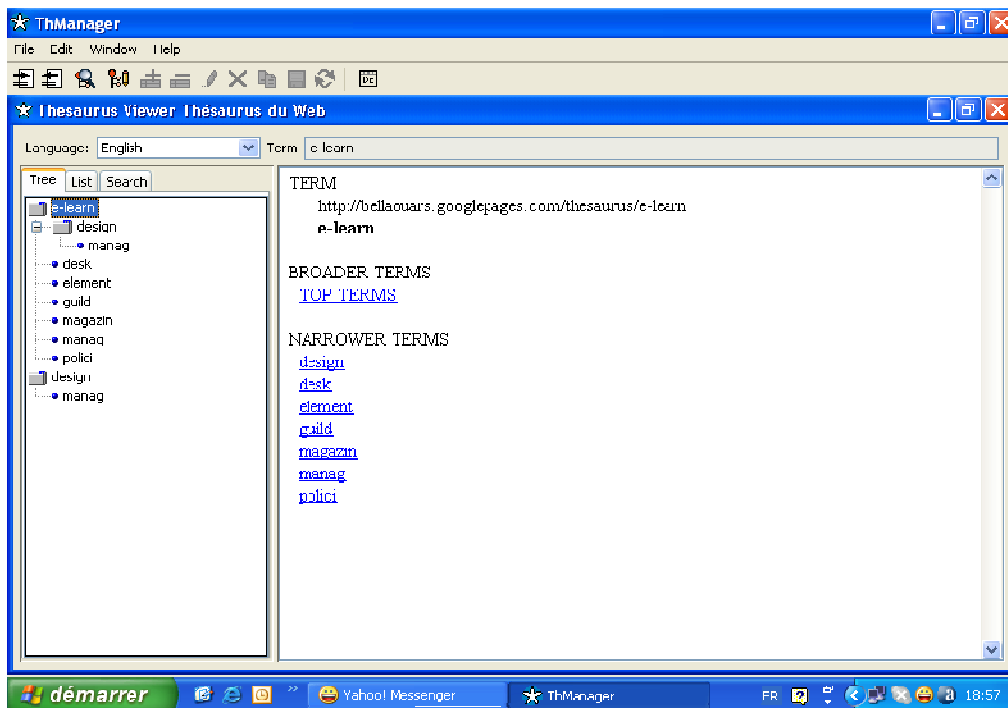 ThManager
File Edit Window Help
Thesaurus Viewer Thésaurus du Web
Language: English Term e-learn
Tree List Search
e-learn
design
manag
desk
element
guild
magazin
manag
polici
design
manag
TERM
http://bellaouars.googlepages.com/thesaurus/e-learn
e-learn
BROADER TERMS
TOP TERMS
NARROWER TERMS
design
desk
element
guild
magazin
manag
polici
démarrer Yahoo! Messenger ThManager FR 18:57